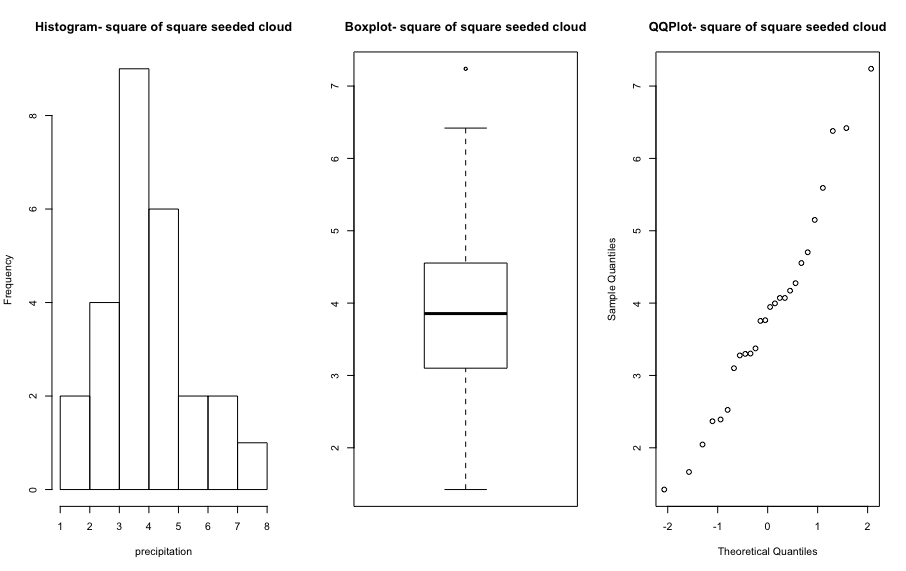 Histogram- square of square seeded cloud
Frequency
0
2
4
6
8
1 2 3 4 5 6 7 8
precipitation
Boxplot- square of square seeded cloud
2
3
4
5
6
7
QQPlot- square of square seeded cloud
Sample Quantiles
2
3
4
5
6
7
-2 -1 0 1 2
Theoretical Quantiles